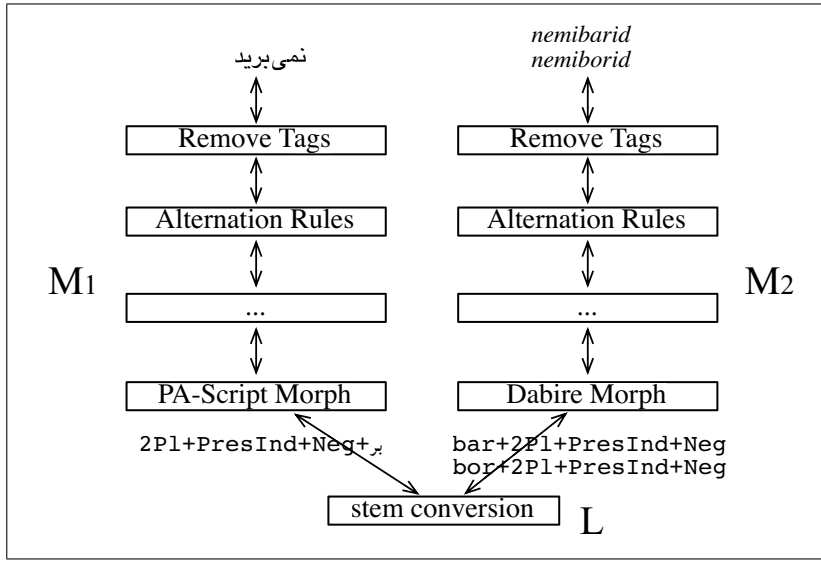 نمی‌برید
nemibarid
nemiborid
Remove Tags
Remove Tags
Alternation Rules
Alternation Rules
M1
M2
...
...
PA-Script Morph
Dabire Morph
2Pl+PresInd+Neg+بر
bar+2Pl+PresInd+Neg
bor+2Pl+PresInd+Neg
stem conversion
L